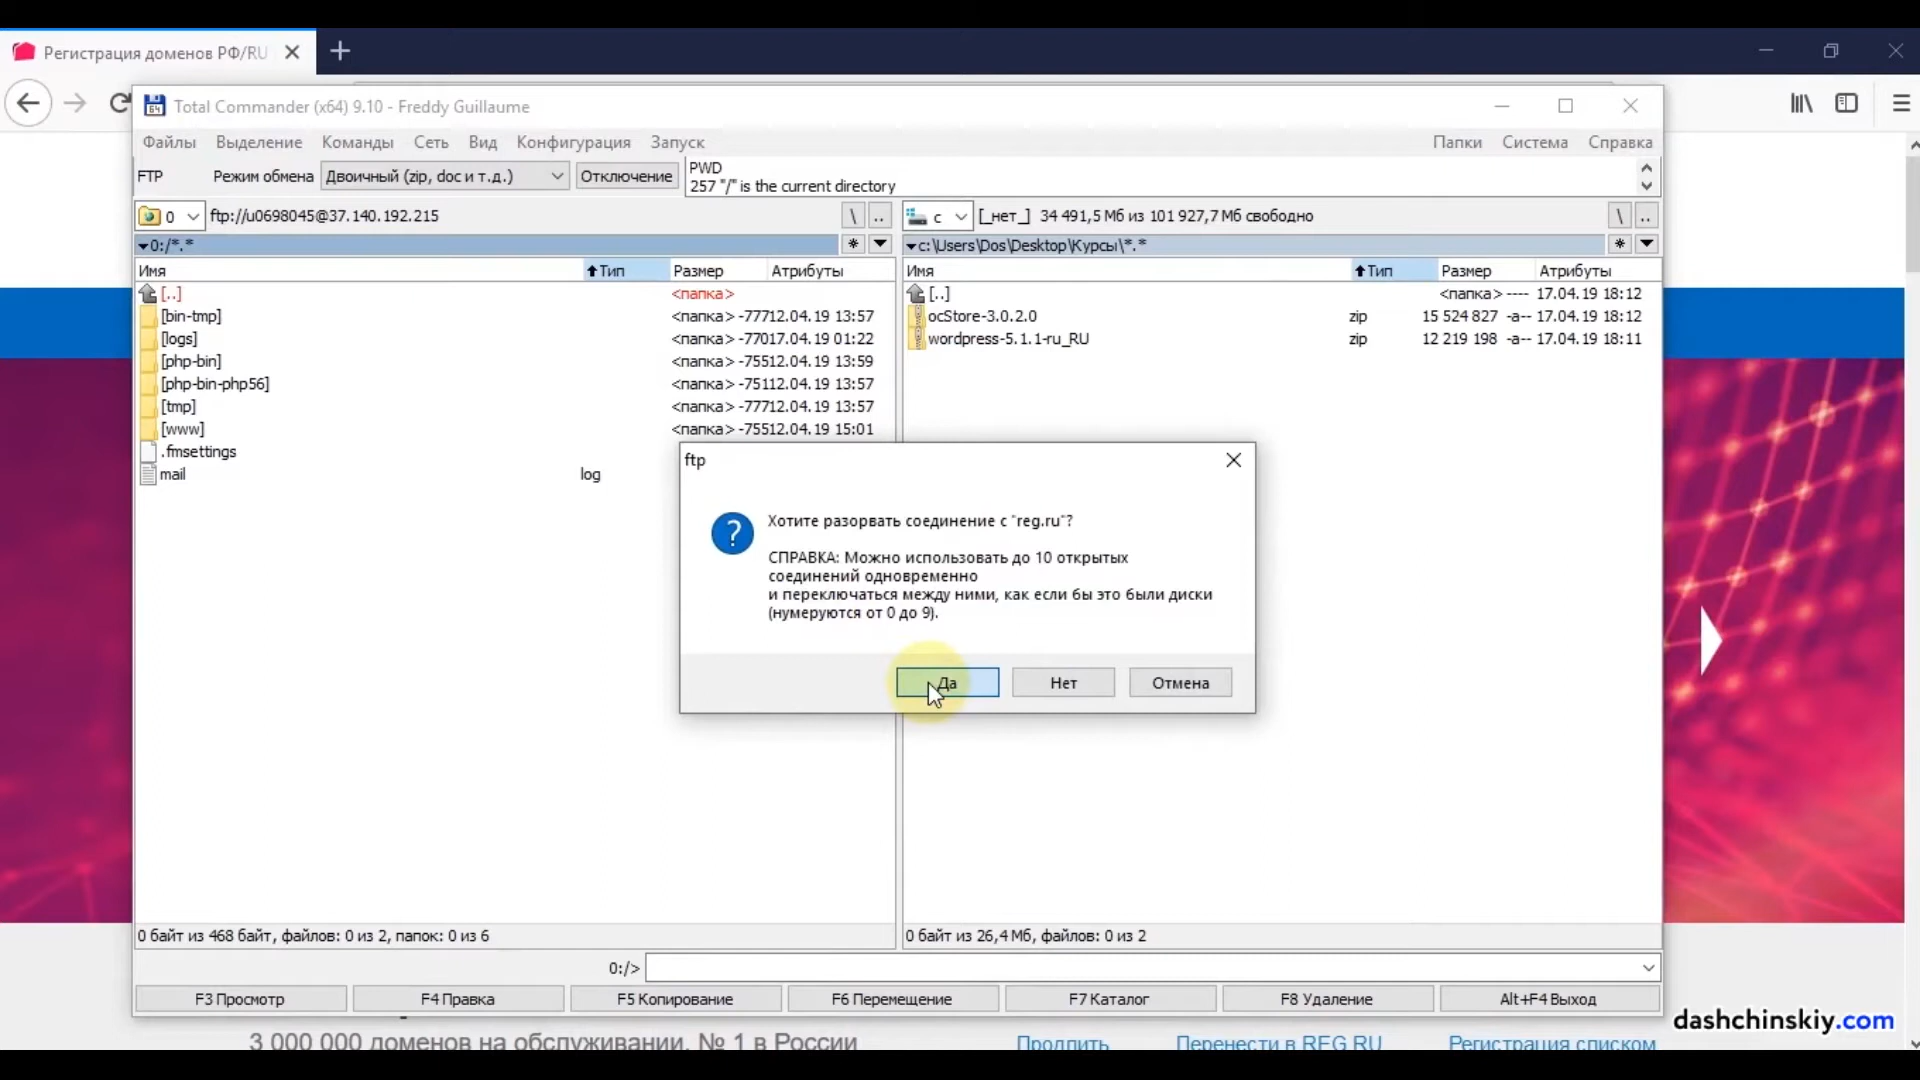 Регистрация доменов РФ/RU
Total Commander (x64) 9.10 - Freddy Guillaume
Файлы Выделение Команды Сеть Вид Конфигурация Запуск Папки Система Справка
FTP Режим обмена Двоичный (zip, doc и т.д.) Отключение
PWD
257 "/" is the current directory
0 ftp://u0698045@37.140.192.215 \ ..
c [_нет_] 34 491,5 Мб из 101 927,7 Мб свободно \ ..
0:/*.* *
c:\Users\Dos\Desktop\Курсы\*.* *
Имя Тип Размер Атрибуты
[..] <папка>
[bin-tmp] <папка> -77712.04.19 13:57
[logs] <папка> -77017.04.19 01:22
[php-bin] <папка> -75512.04.19 13:59
[php-bin-php56] <папка> -75112.04.19 13:57
[tmp] <папка> -77712.04.19 13:57
[www] <папка> -75512.04.19 15:01
.fmsettings
mail log
Имя Тип Размер Атрибуты
[..] <папка> ---- 17.04.19 18:12
ocStore-3.0.2.0 zip 15 524 827 -a-- 17.04.19 18:12
wordpress-5.1.1-ru_RU zip 12 219 198 -a-- 17.04.19 18:11
ftp
Хотите разорвать соединение с "reg.ru"?
СПРАВКА: Можно использовать до 10 открытых
соединений одновременно
и переключаться между ними, как если бы это были диски
(нумеруются от 0 до 9).
Да Нет Отмена
0 байт из 468 байт, файлов: 0 из 2, папок: 0 из 6
0 байт из 26,4 Мб, файлов: 0 из 2
0:/>
F3 Просмотр F4 Правка F5 Копирование F6 Перемещение F7 Каталог F8 Удаление Alt+F4 Выход
dashchinskiy.com
3 000 000 доменов на обслуживании. № 1 в России Продлить Перенести в REG.RU Регистрация списком